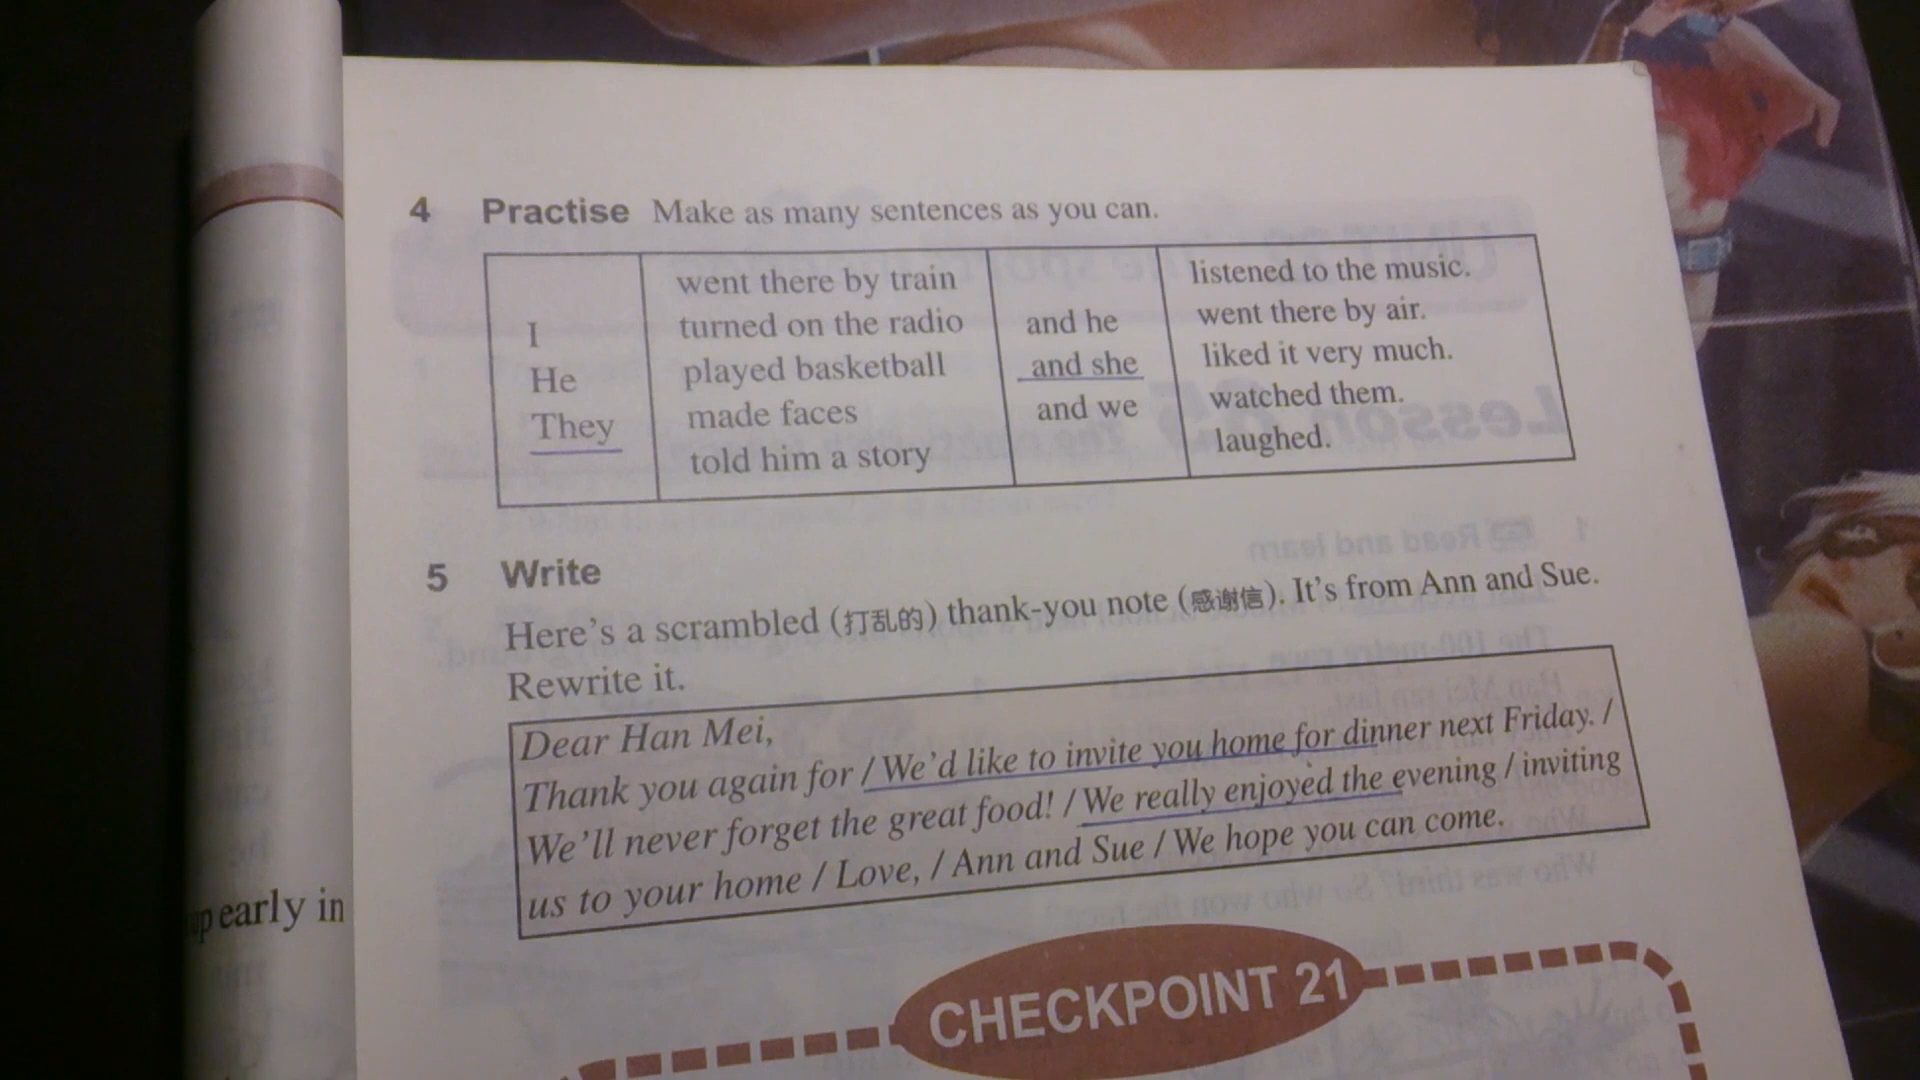 4 Practise Make as many sentences as you can.
I
He
They
went there by train
turned on the radio
played basketball
made faces
told him a story
and he
and she
and we
listened to the music.
went there by air.
liked it very much.
watched them.
laughed.
5 Write
Here's a scrambled (打乱的) thank-you note (感谢信). It's from Ann and Sue.
Rewrite it.
Dear Han Mei,
Thank you again for / We'd like to invite you home for dinner next Friday. /
We'll never forget the great food! / We really enjoyed the evening / inviting
us to your home / Love, / Ann and Sue / We hope you can come.
up early in
CHECKPOINT 21